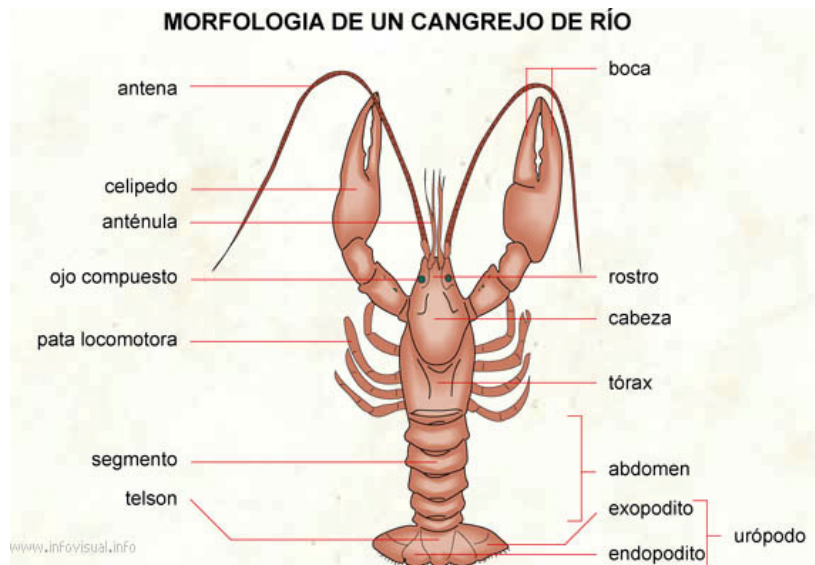 MORFOLOGIA DE UN CANGREJO DE RÍO
antena
celipedo
anténula
ojo compuesto
pata locomotora
segmento
telson
boca
rostro
cabeza
tórax
abdomen
exopodito
urópodo
endopodito
www.infovisual.info